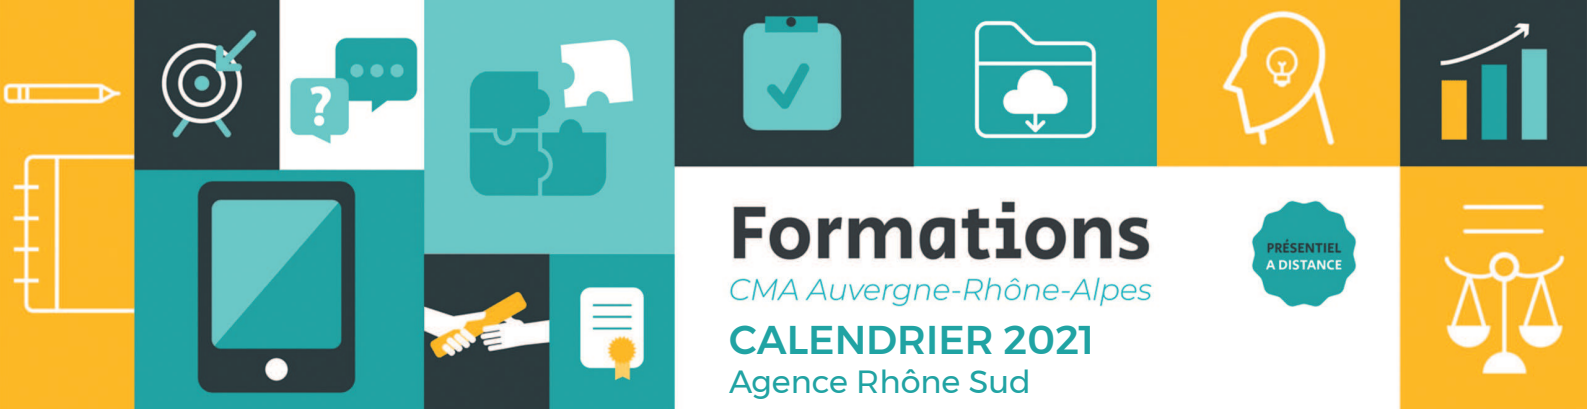 ?
Formations
CMA Auvergne-Rhône-Alpes
CALENDRIER 2021
Agence Rhône Sud
PRÉSENTIEL
A DISTANCE